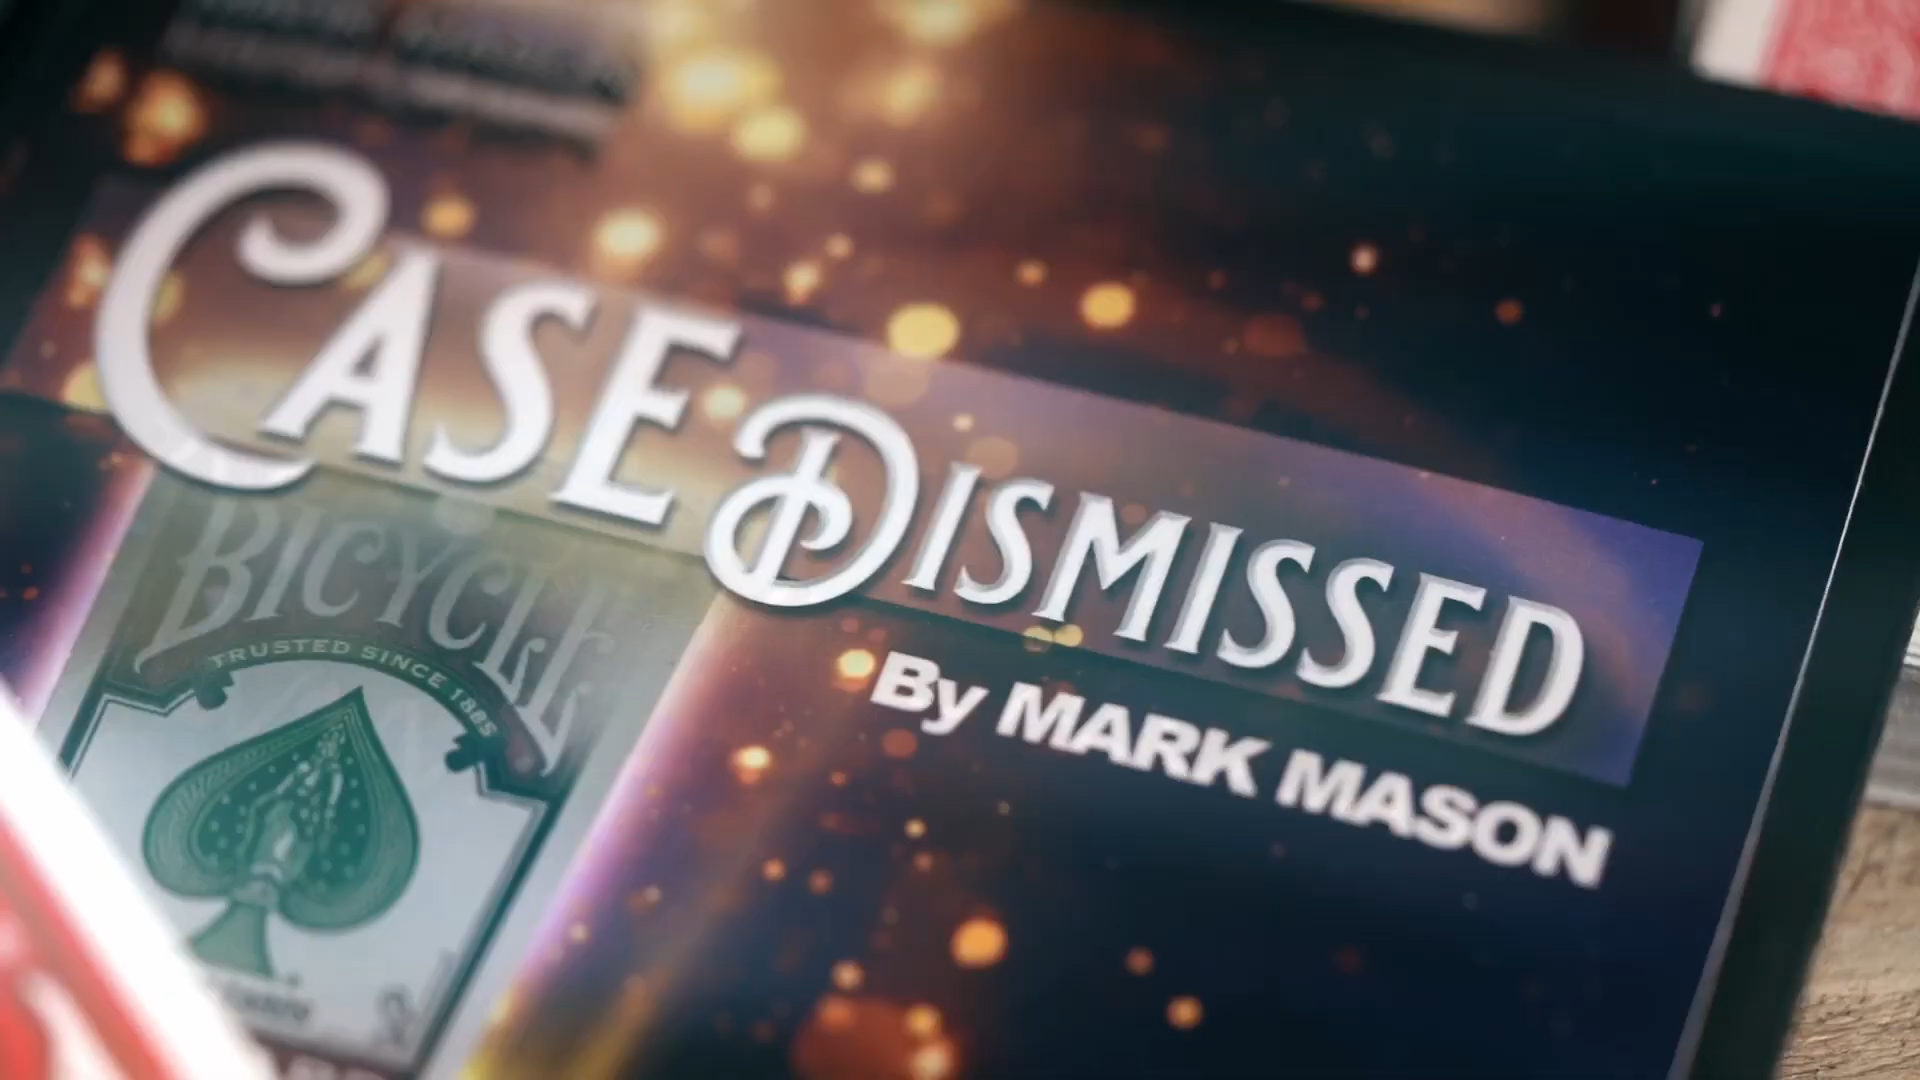 CASE DISMISSED
By MARK MASON
BICYCLE
TRUSTED SINCE 1885